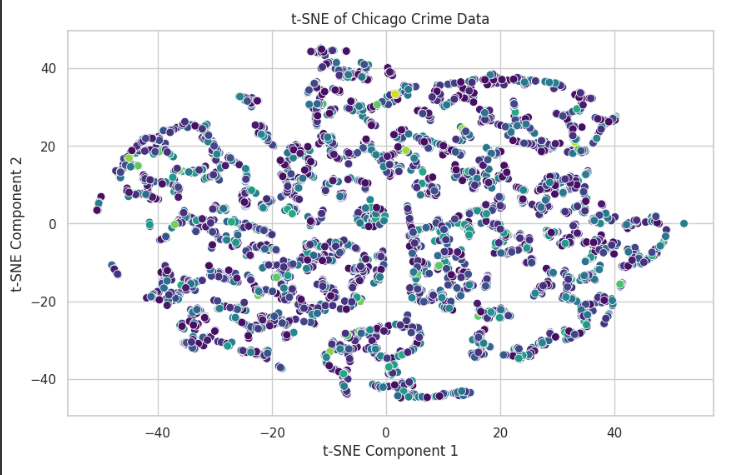 t-SNE of Chicago Crime Data
40
20
0
−20
−40
t-SNE Component 2
−40 −20 0 20 40
t-SNE Component 1